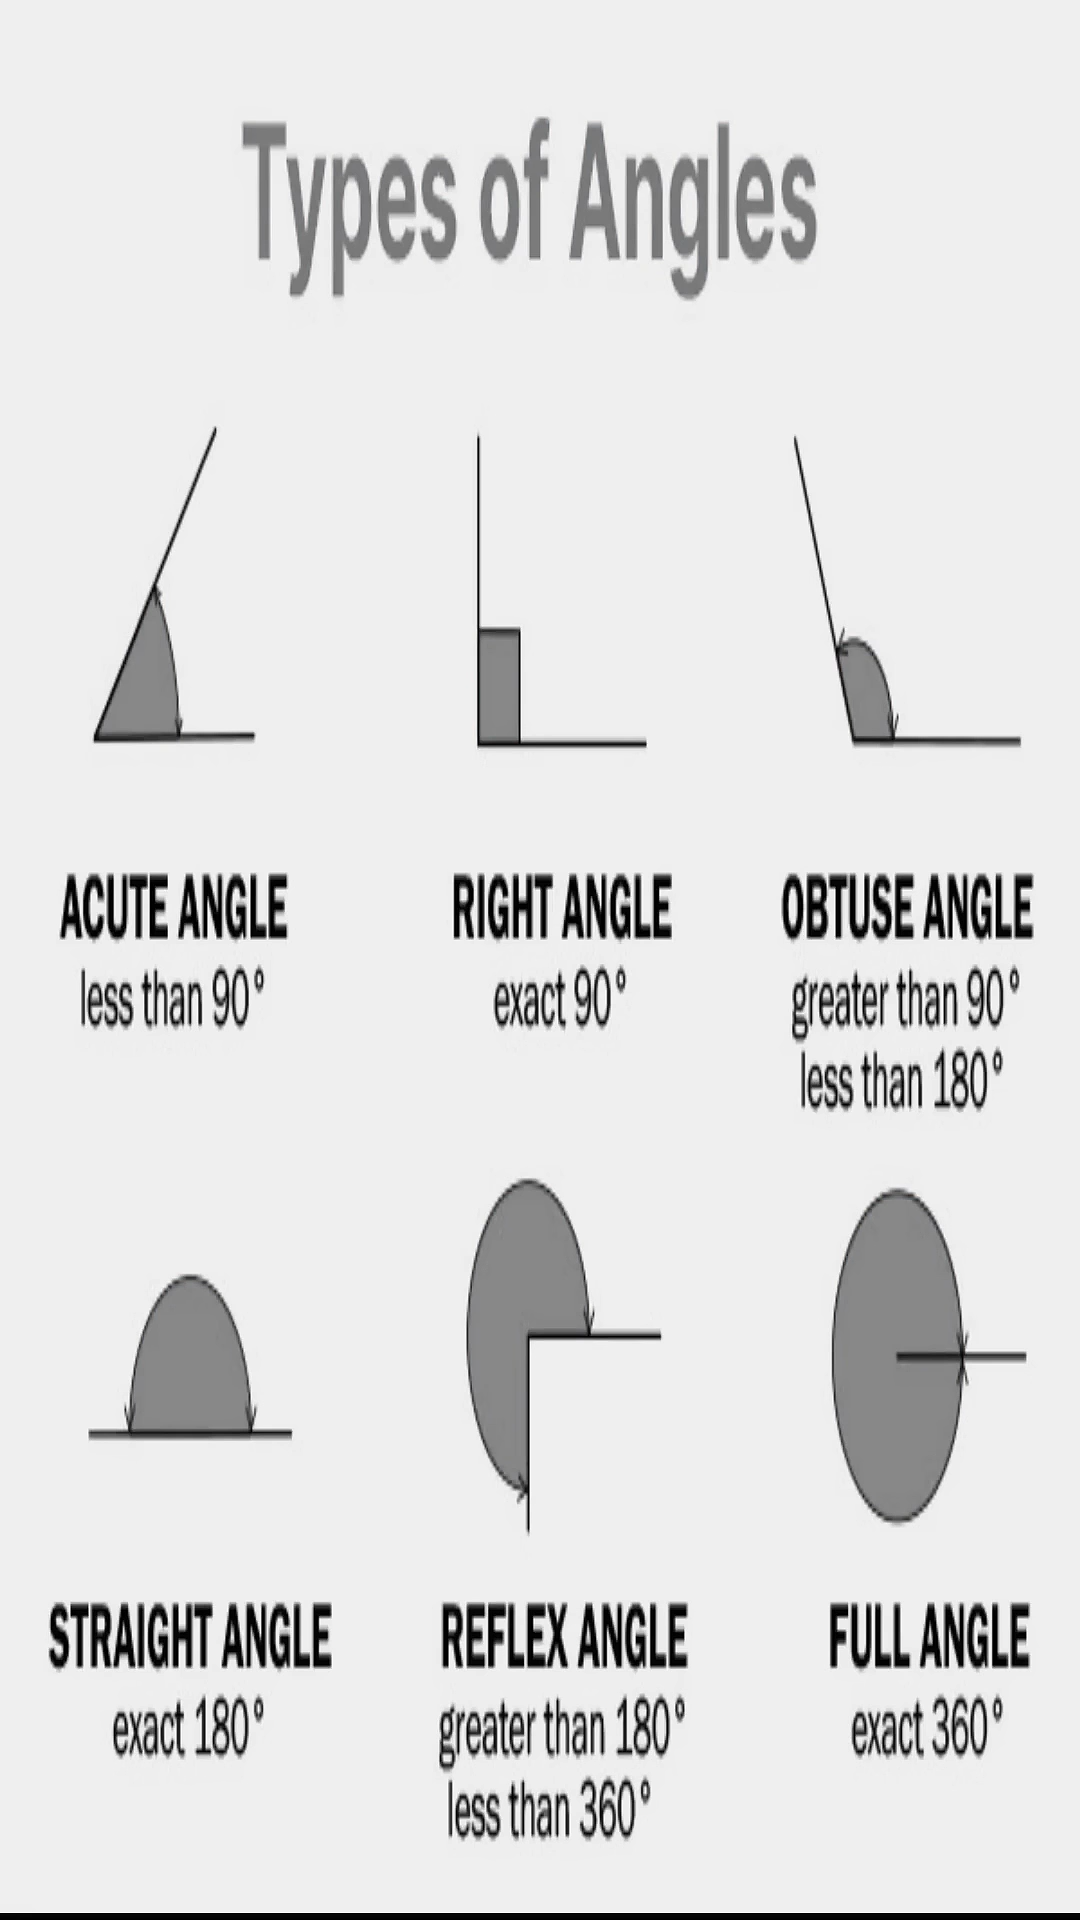 Types of Angles
ACUTE ANGLE
less than 90°
RIGHT ANGLE
exact 90°
OBTUSE ANGLE
greater than 90°
less than 180°
STRAIGHT ANGLE
exact 180°
REFLEX ANGLE
greater than 180°
less than 360°
FULL ANGLE
exact 360°